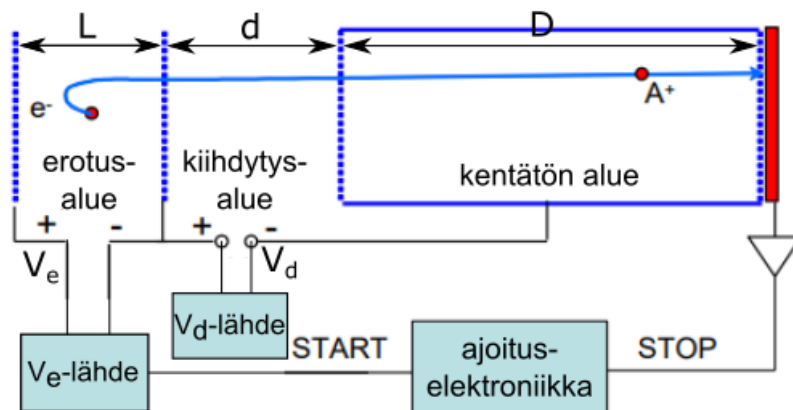 L d D
e-
A+
erotus-
alue
kiihdytys-
alue
kentätön alue
+ -
+ -
Ve
Vd
Vd-lähde
Ve-lähde
START
ajoitus-
elektroniikka
STOP